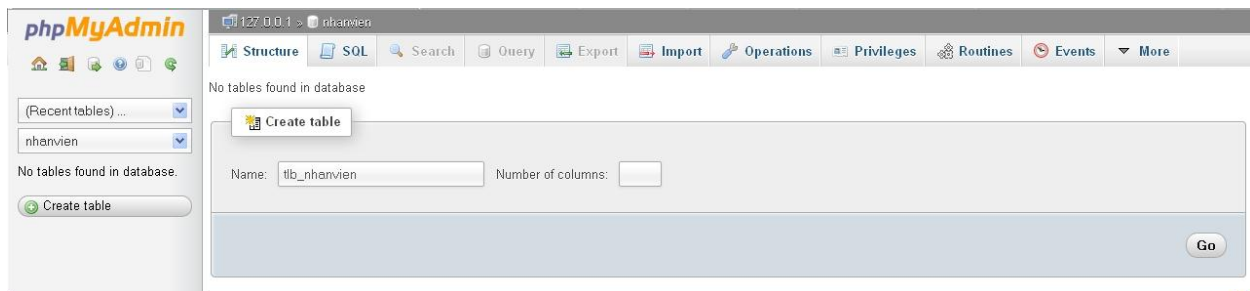 phpMyAdmin
(Recent tables) ...
nhanvien
No tables found in database.
Create table
127.0.0.1 » nhanvien
Structure SQL Search Query Export Import Operations Privileges Routines Events More
No tables found in database
Create table
Name: tlb_nhanvien Number of columns:
Go